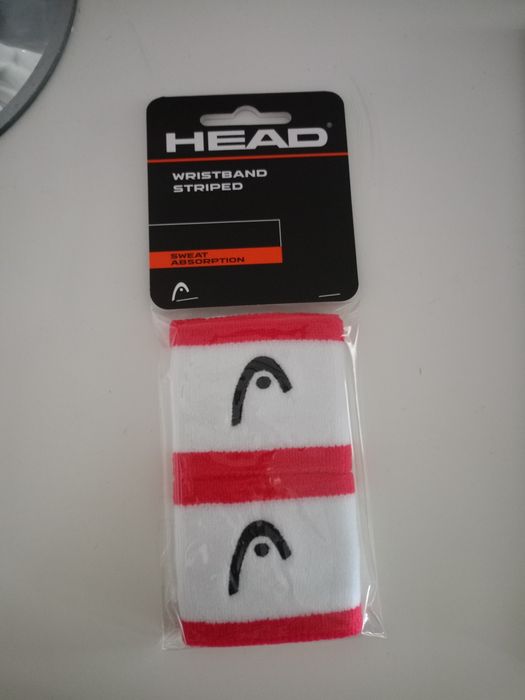 HEAD®
WRISTBAND
STRIPED
SWEAT
ABSORPTION